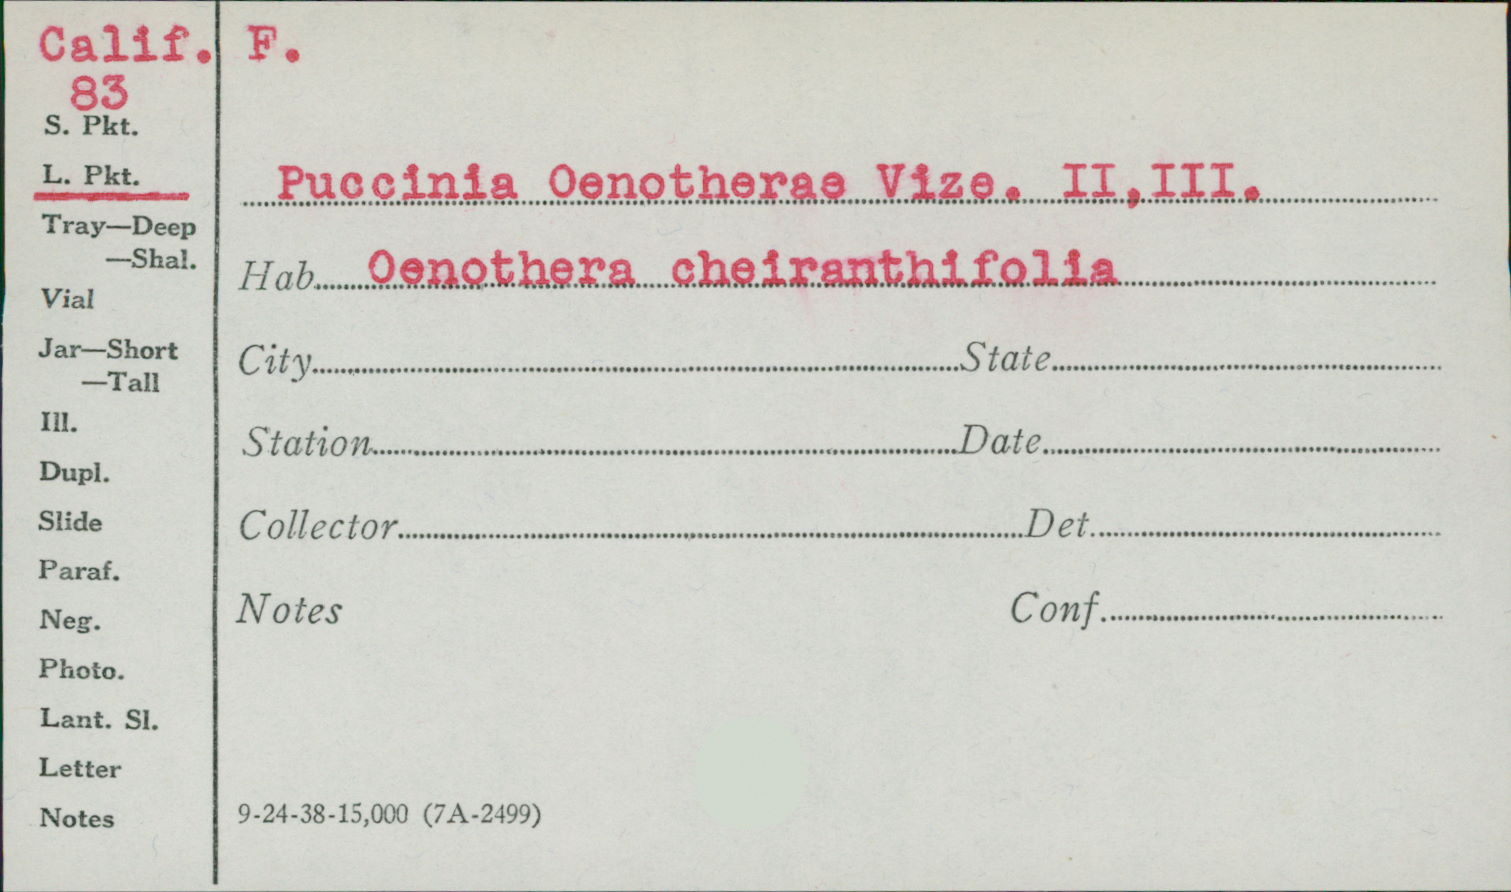 Calif. F.
83
S. Pkt.
L. Pkt.
Puccinia Oenotherae Vize. II,III.
Tray—Deep
—Shal.
Hab. Oenothera cheiranthifolia
Vial
Jar—Short
—Tall
City State
Ill.
Station Date
Dupl.
Slide
Collector Det.
Paraf.
Neg.
Notes Conf.
Photo.
Lant. Sl.
Letter
Notes
9-24-38-15,000 (7A-2499)